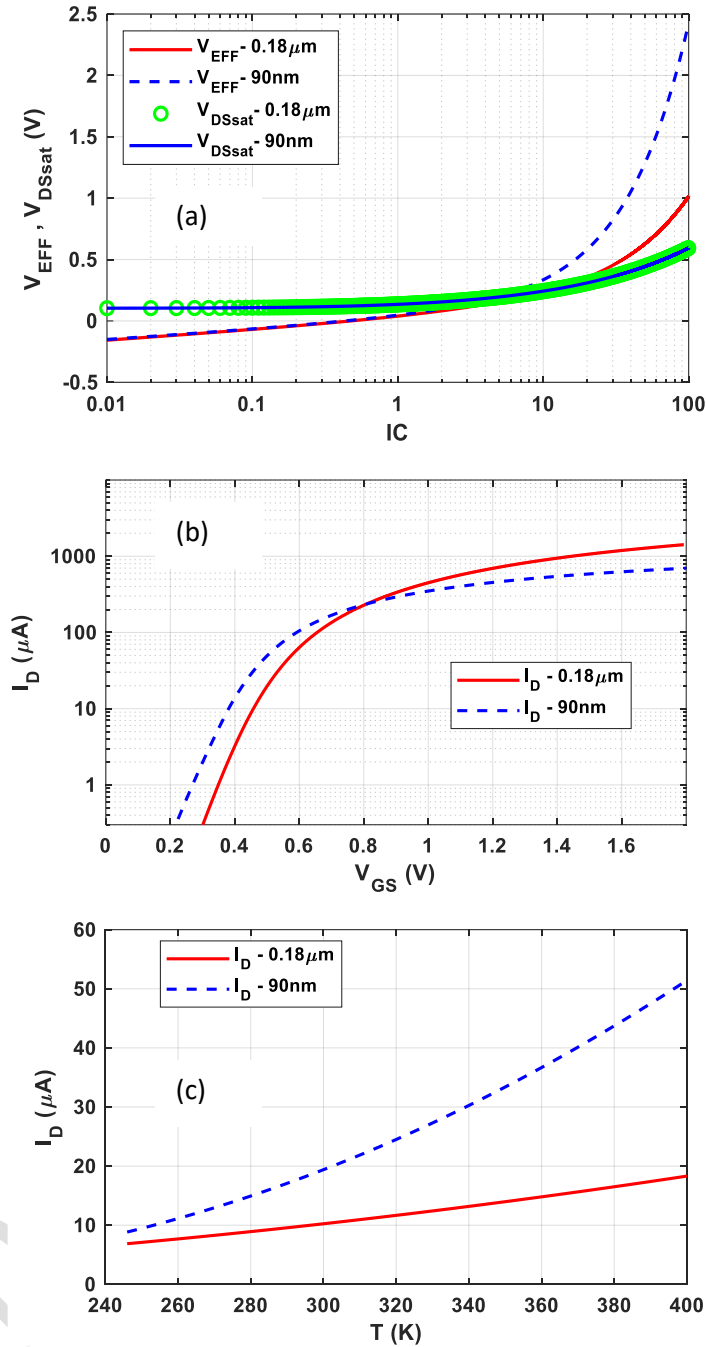 2.5
2
1.5
1
0.5
0
-0.5
V_EFF , V_DSsat (V)
V_EFF - 0.18μm
V_EFF - 90nm
V_DSsat - 0.18μm
V_DSsat - 90nm
(a)
0.01 0.1 1 10 100
IC
(b)
1000
100
10
1
I_D (μA)
I_D - 0.18μm
I_D - 90nm
0 0.2 0.4 0.6 0.8 1 1.2 1.4 1.6
V_GS (V)
60
50
40
30
20
10
0
I_D (μA)
I_D - 0.18μm
I_D - 90nm
(c)
240 260 280 300 320 340 360 380 400
T (K)